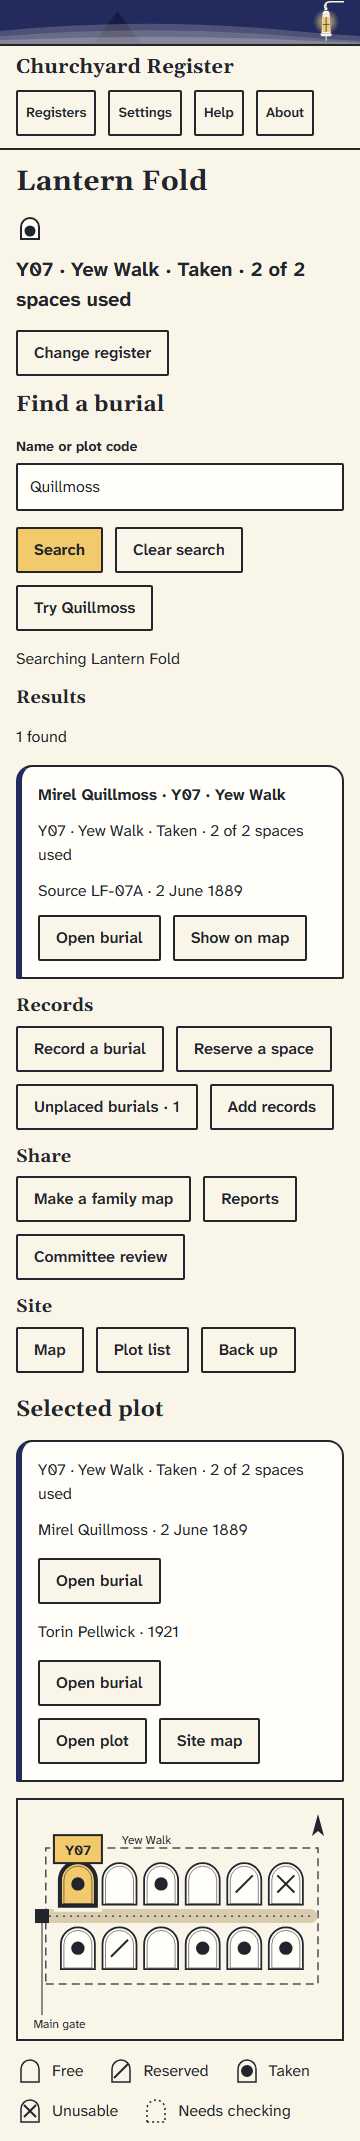 Churchyard Register
Registers
Settings
Help
About
Lantern Fold
Y07 · Yew Walk · Taken · 2 of 2
spaces used
Change register
Find a burial
Name or plot code
Quillmoss
Search
Clear search
Try Quillmoss
Searching Lantern Fold
Results
1 found
Mirel Quillmoss · Y07 · Yew Walk
Y07 · Yew Walk · Taken · 2 of 2 spaces
used
Source LF-07A · 2 June 1889
Open burial
Show on map
Records
Record a burial
Reserve a space
Unplaced burials · 1
Add records
Share
Make a family map
Reports
Committee review
Site
Map
Plot list
Back up
Selected plot
Y07 · Yew Walk · Taken · 2 of 2 spaces
used
Mirel Quillmoss · 2 June 1889
Open burial
Torin Pellwick · 1921
Open burial
Open plot
Site map
Y07
Yew Walk
Main gate
Free
Reserved
Taken
Unusable
Needs checking